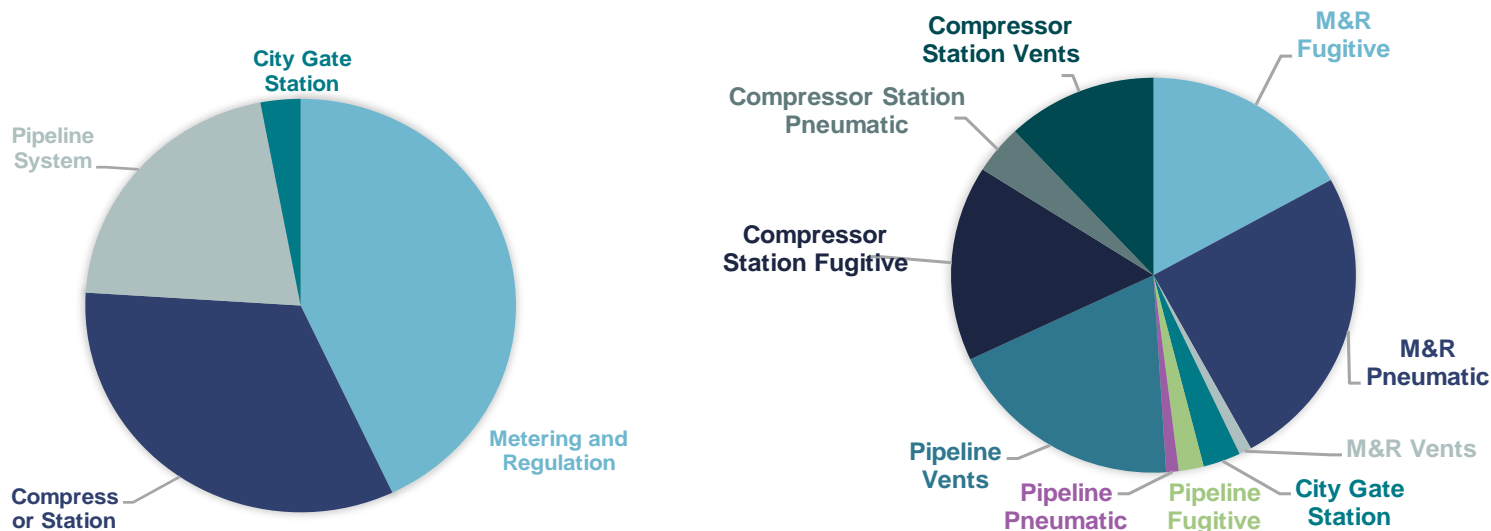 City Gate
Station
Pipeline
System
Metering and
Regulation
Compress
or Station
Compressor
Station Vents
M&R
Fugitive
Compressor Station
Pneumatic
Compressor
Station Fugitive
M&R
Pneumatic
Pipeline
Vents
M&R Vents
Pipeline
Pneumatic
Pipeline
Fugitive
City Gate
Station